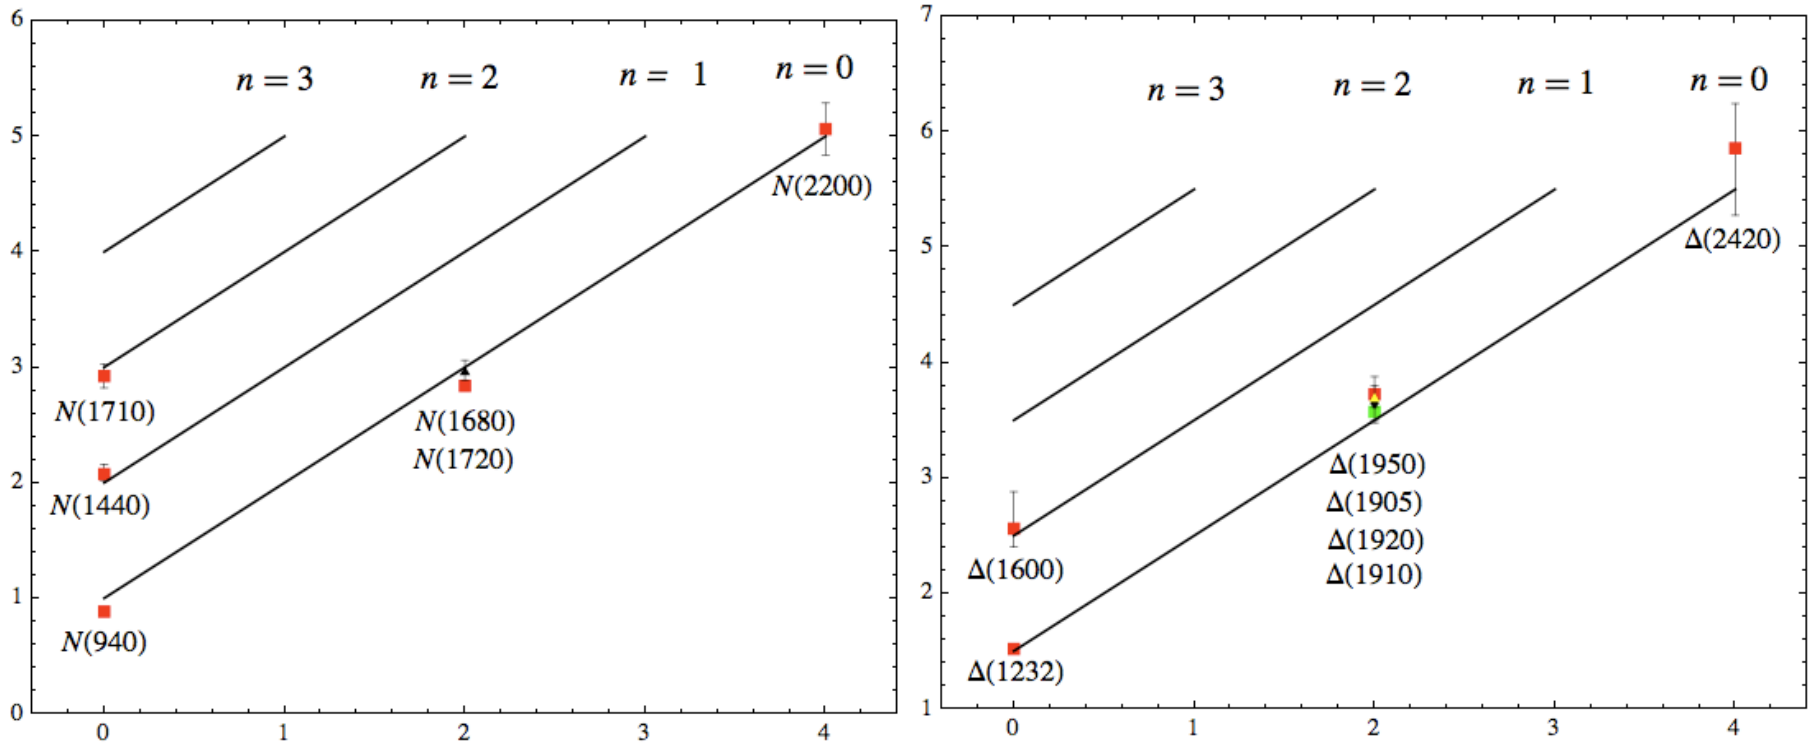 6
5
4
3
2
1
0
n = 3
n = 2
n = 1
n = 0
N(2200)
N(1710)
N(1680)
N(1720)
N(1440)
N(940)
0
1
2
3
4
7
6
5
4
3
2
1
n = 3
n = 2
n = 1
n = 0
Δ(2420)
Δ(1950)
Δ(1905)
Δ(1920)
Δ(1910)
Δ(1600)
Δ(1232)
0
1
2
3
4